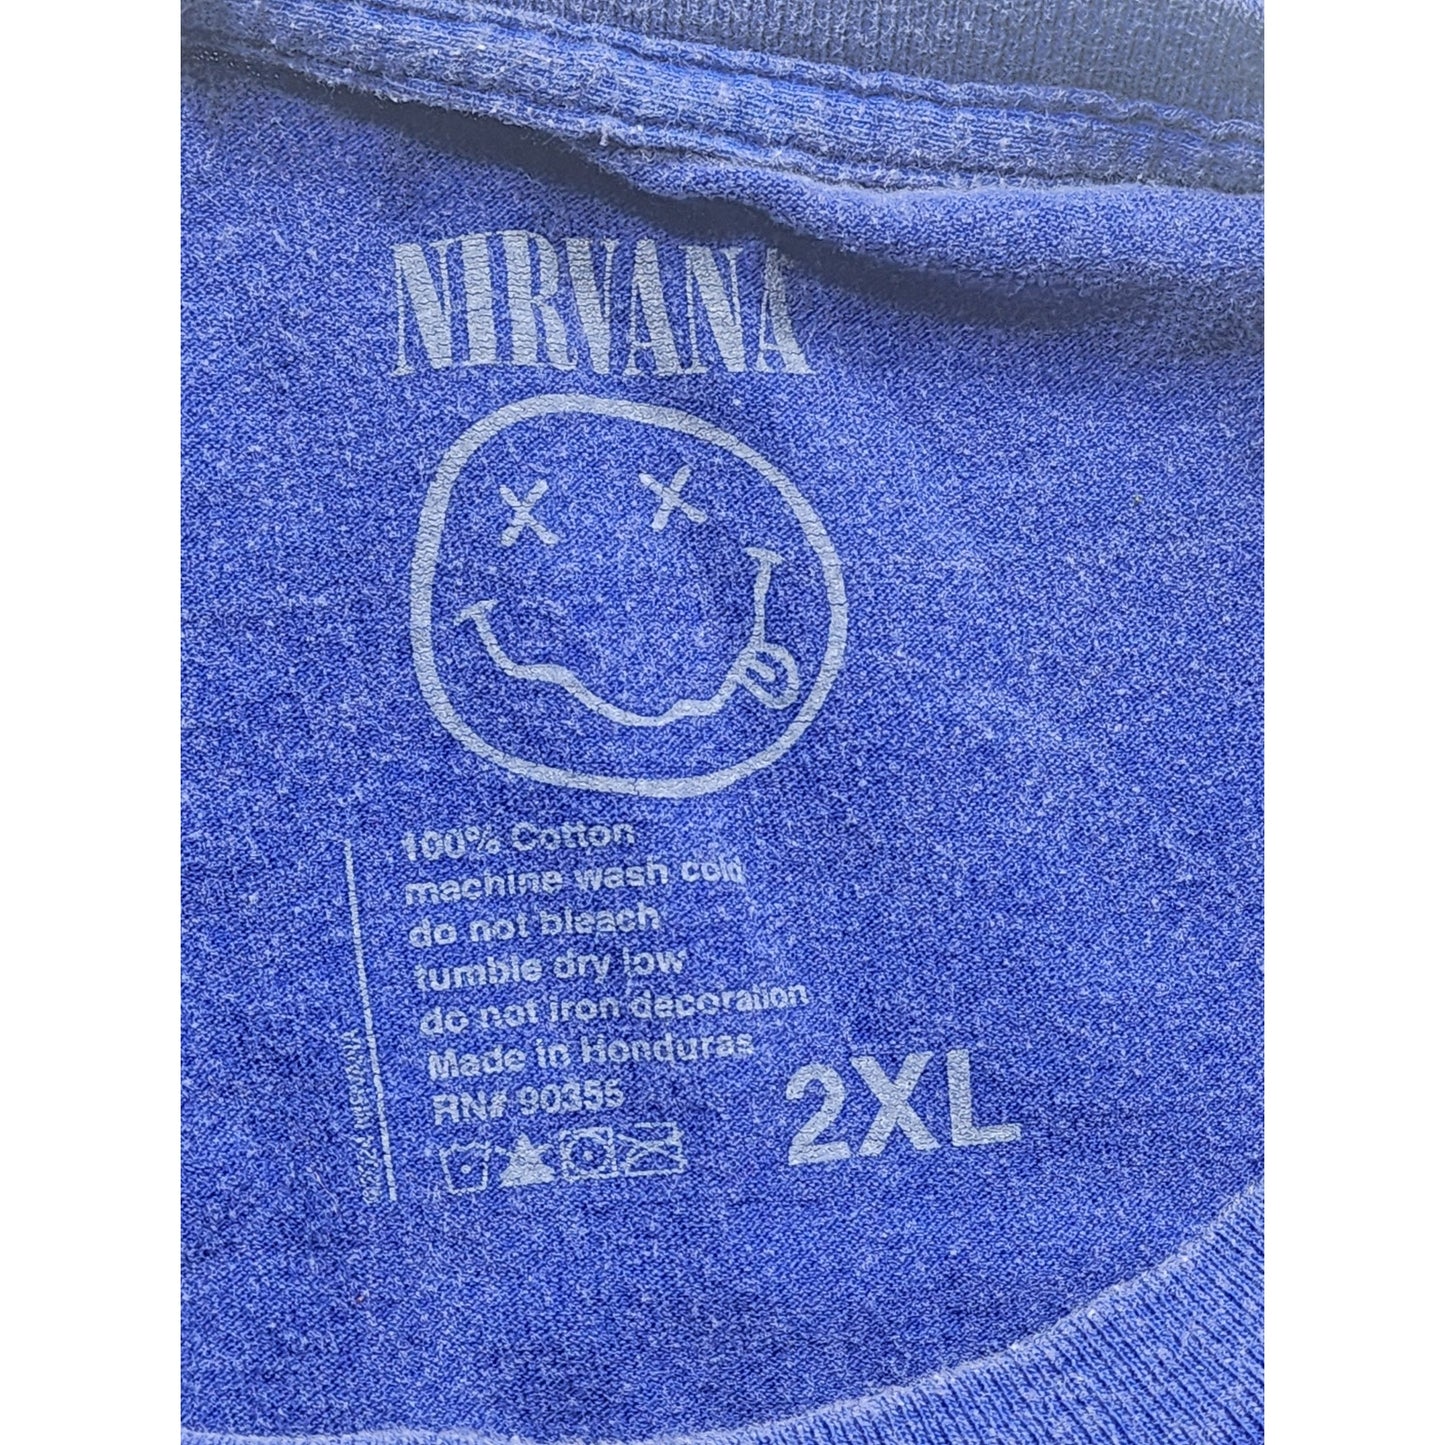 NIRVANA
100% Cotton
machine wash cold
do not bleach
tumble dry low
do not iron decoration
Made in Honduras
RN# 90355
2XL